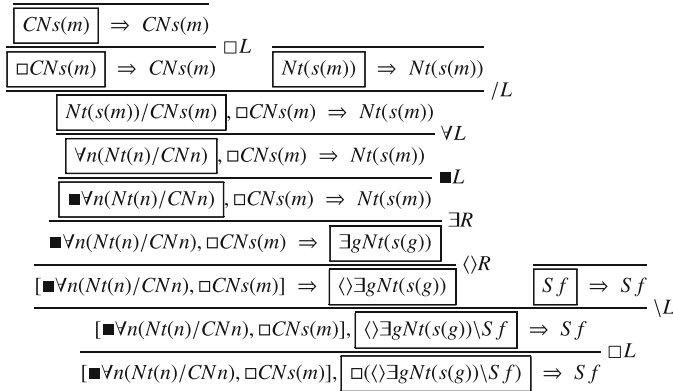 CNs(m) ⇒ CNs(m)
□L
□CNs(m) ⇒ CNs(m) Nt(s(m)) ⇒ Nt(s(m))
/L
Nt(s(m))/CNs(m), □CNs(m) ⇒ Nt(s(m))
∀L
∀n(Nt(n)/CNn), □CNs(m) ⇒ Nt(s(m))
■L
■∀n(Nt(n)/CNn), □CNs(m) ⇒ Nt(s(m))
∃R
■∀n(Nt(n)/CNn), □CNs(m) ⇒ ∃gNt(s(g))
⟨⟩R
[■∀n(Nt(n)/CNn), □CNs(m)] ⇒ ⟨⟩∃gNt(s(g)) Sf ⇒ Sf
\L
[■∀n(Nt(n)/CNn), □CNs(m)], ⟨⟩∃gNt(s(g))\Sf ⇒ Sf
□L
[■∀n(Nt(n)/CNn), □CNs(m)], □(⟨⟩∃gNt(s(g))\Sf) ⇒ Sf